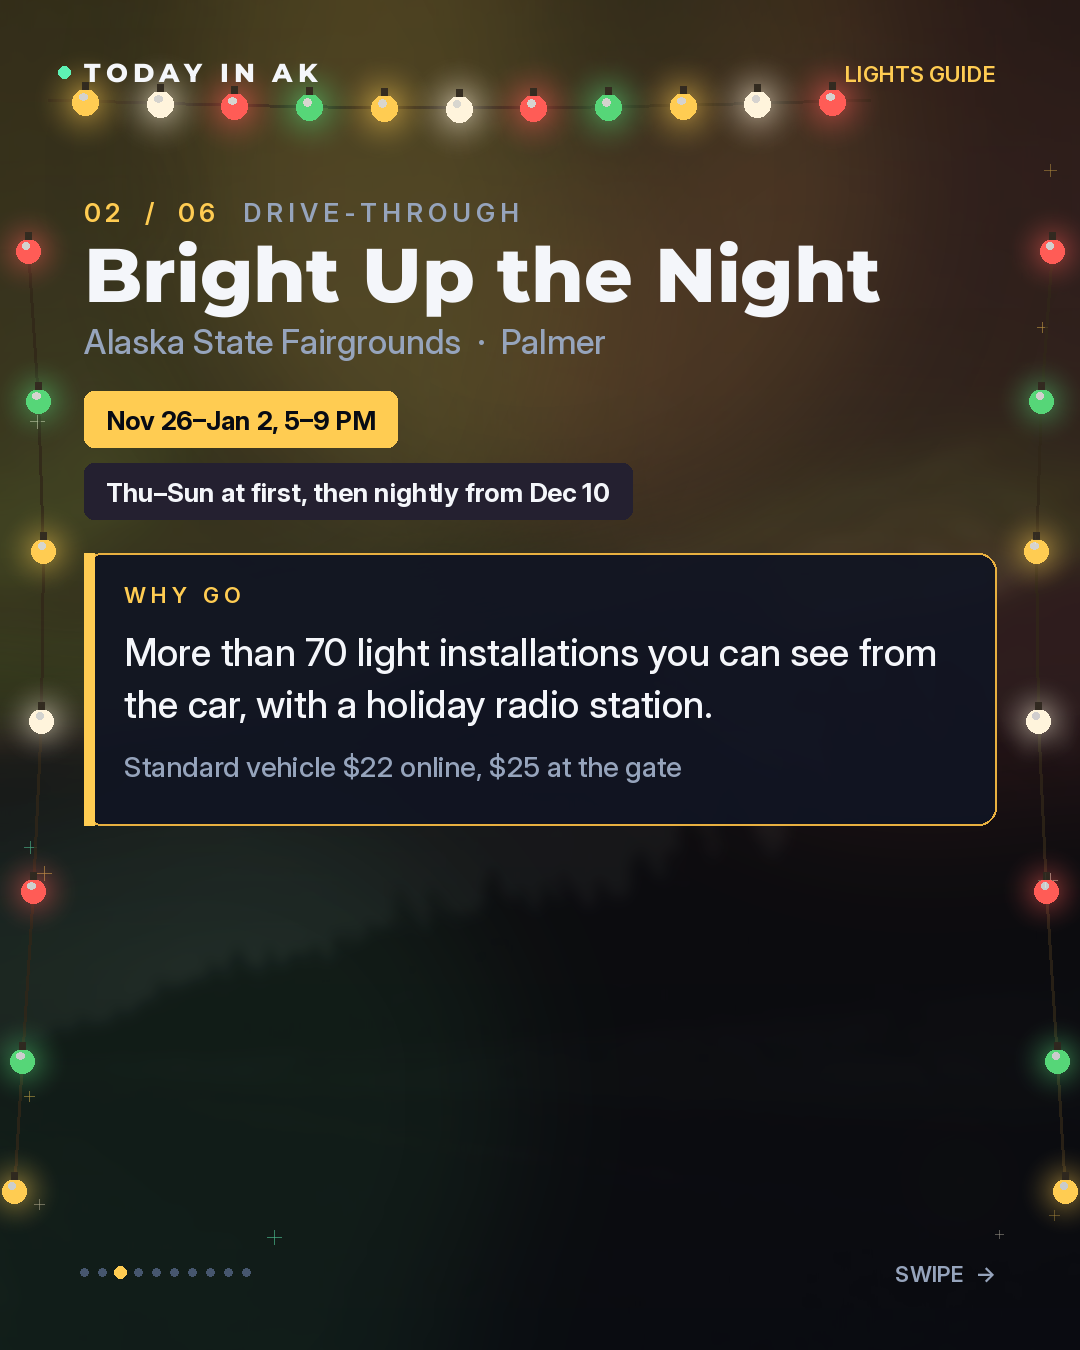 TODAY IN AK
LIGHTS GUIDE
02 / 06 DRIVE-THROUGH
Bright Up the Night
Alaska State Fairgrounds · Palmer
Nov 26–Jan 2, 5–9 PM
Thu–Sun at first, then nightly from Dec 10
WHY GO
More than 70 light installations you can see from
the car, with a holiday radio station.
Standard vehicle $22 online, $25 at the gate
SWIPE →